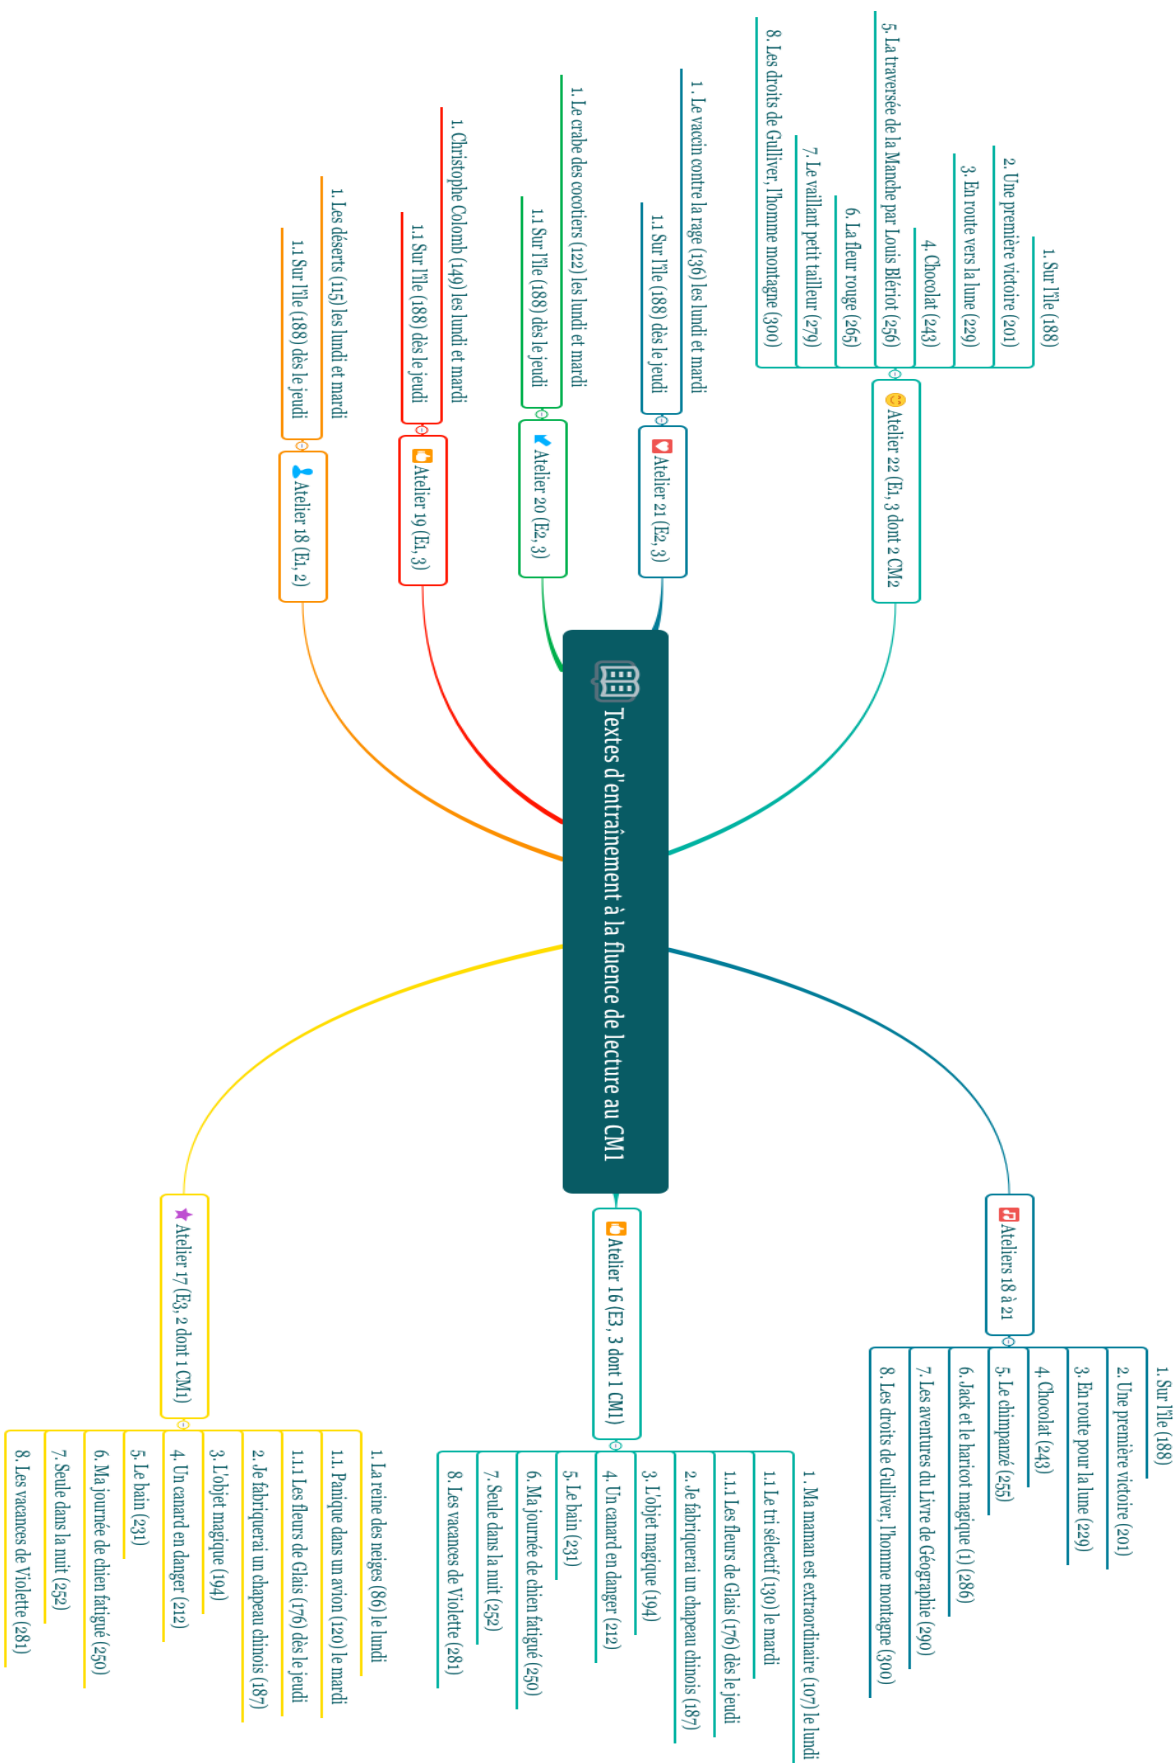 Textes d'entraînement à la fluence de lecture au CM1
Ateliers 18 à 21
1. Sur l'île (188)
2. Une première victoire (201)
3. En route pour la lune (229)
4. Chocolat (243)
5. Le chimpanzé (255)
6. Jack et le haricot magique (1) (286)
7. Les aventures du Livre de Géographie (290)
8. Les droits de Gulliver, l'homme montagne (300)
Atelier 16 (E3, 3 dont 1 CM1)
1. Ma maman est extraordinaire (107) le lundi
1.1 Le tri sélectif (130) le mardi
1.1.1 Les fleurs de Glais (176) dès le jeudi
2. Je fabriquerai un chapeau chinois (187)
3. L'objet magique (194)
4. Un canard en danger (212)
5. Le bain (231)
6. Ma journée de chien fatigué (250)
7. Seule dans la nuit (252)
8. Les vacances de Violette (281)
Atelier 17 (E3, 2 dont 1 CM1)
1. La reine des neiges (86) le lundi
1.1. Panique dans un avion (120) le mardi
1.1.1 Les fleurs de Glais (176) dès le jeudi
2. Je fabriquerai un chapeau chinois (187)
3. L'objet magique (194)
4. Un canard en danger (212)
5. Le bain (231)
6. Ma journée de chien fatigué (250)
7. Seule dans la nuit (252)
8. Les vacances de Violette (281)
Atelier 22 (E1, 3 dont 2 CM2
1. Sur l'île (188)
2. Une première victoire (201)
3. En route vers la lune (229)
4. Chocolat (243)
5. La traversée de la Manche par Louis Blériot (256)
6. La fleur rouge (265)
7. Le vaillant petit tailleur (279)
8. Les droits de Gulliver, l'homme montagne (300)
Atelier 21 (E2, 3)
1 . Le vaccin contre la rage (136) les lundi et mardi
1.1 Sur l'île (188) dès le jeudi
Atelier 20 (E2, 3)
1. Le crabe des cocotiers (122) les lundi et mardi
1.1 Sur l'île (188) dès le jeudi
Atelier 19 (E1, 3)
1. Christophe Colomb (149) les lundi et mardi
1.1 Sur l'île (188) dès le jeudi
Atelier 18 (E1, 2)
1. Les déserts (115) les lundi et mardi
1.1 Sur l'île (188) dès le jeudi